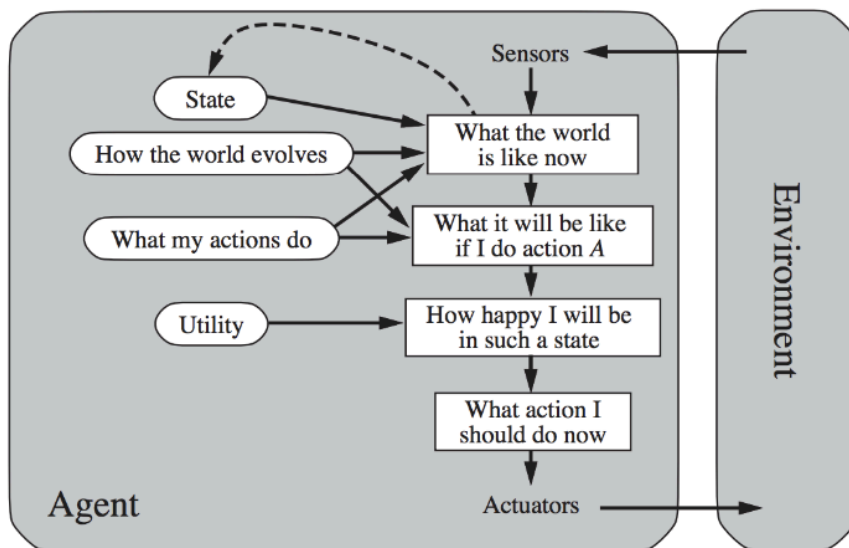 Sensors
State
What the world
is like now
How the world evolves
What it will be like
if I do action A
What my actions do
How happy I will be
in such a state
Utility
What action I
should do now
Agent
Actuators
Environment